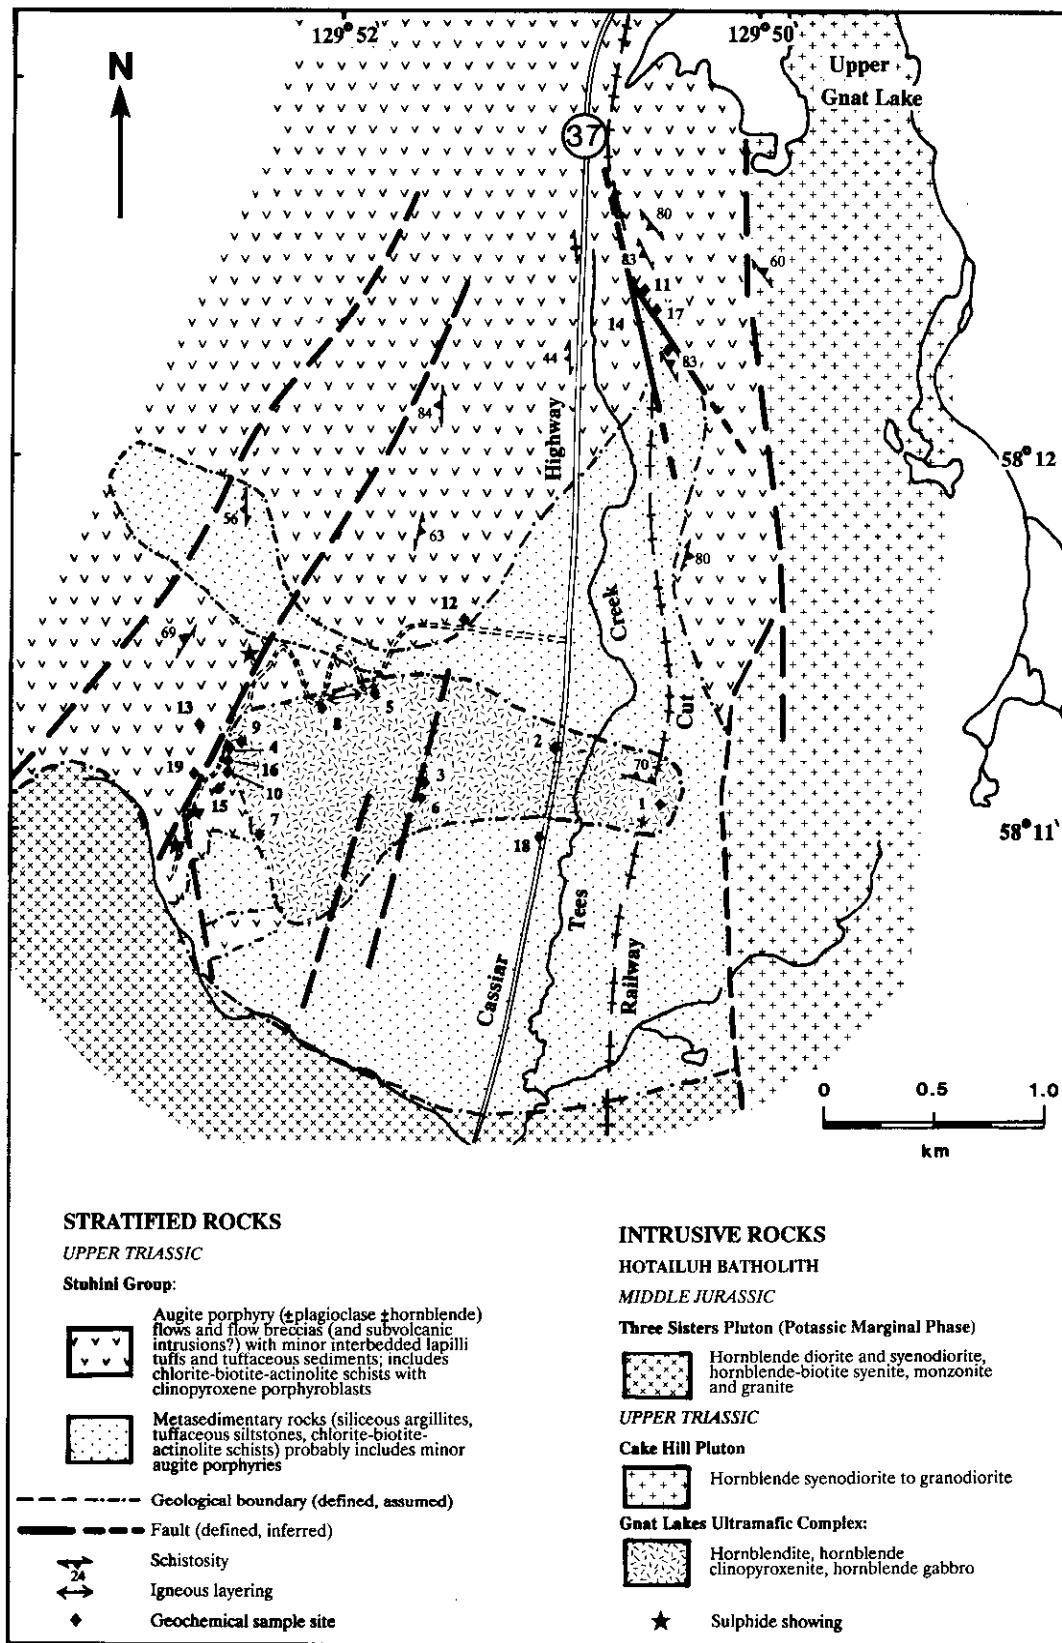 129° 52'
129° 50'
N
Upper
Gnat Lake
37
80
83
60
11
17
14
83
44
84
Highway
58° 12'
56
63
80
12
Creek
69
Cut
13
9
5
8
4
2
70
19
16
3
10
15
6
1
7
18
58° 11'
Tees
Railway
Cassiar
0 0.5 1.0
km
STRATIFIED ROCKS
UPPER TRIASSIC
Stuhini Group:
Augite porphyry (±plagioclase ±hornblende)
flows and flow breccias (and subvolcanic
intrusions?) with minor interbedded lapilli
tuffs and tuffaceous sediments; includes
chlorite-biotite-actinolite schists with
clinopyroxene porphyroblasts
Metasedimentary rocks (siliceous argillites,
tuffaceous siltstones, chlorite-biotite-
actinolite schists) probably includes minor
augite porphyries
Geological boundary (defined, assumed)
Fault (defined, inferred)
Schistosity
24
Igneous layering
Geochemical sample site
INTRUSIVE ROCKS
HOTAILUH BATHOLITH
MIDDLE JURASSIC
Three Sisters Pluton (Potassic Marginal Phase)
Hornblende diorite and syenodiorite,
hornblende-biotite syenite, monzonite
and granite
UPPER TRIASSIC
Cake Hill Pluton
Hornblende syenodiorite to granodiorite
Gnat Lakes Ultramafic Complex:
Hornblendite, hornblende
clinopyroxenite, hornblende gabbro
Sulphide showing